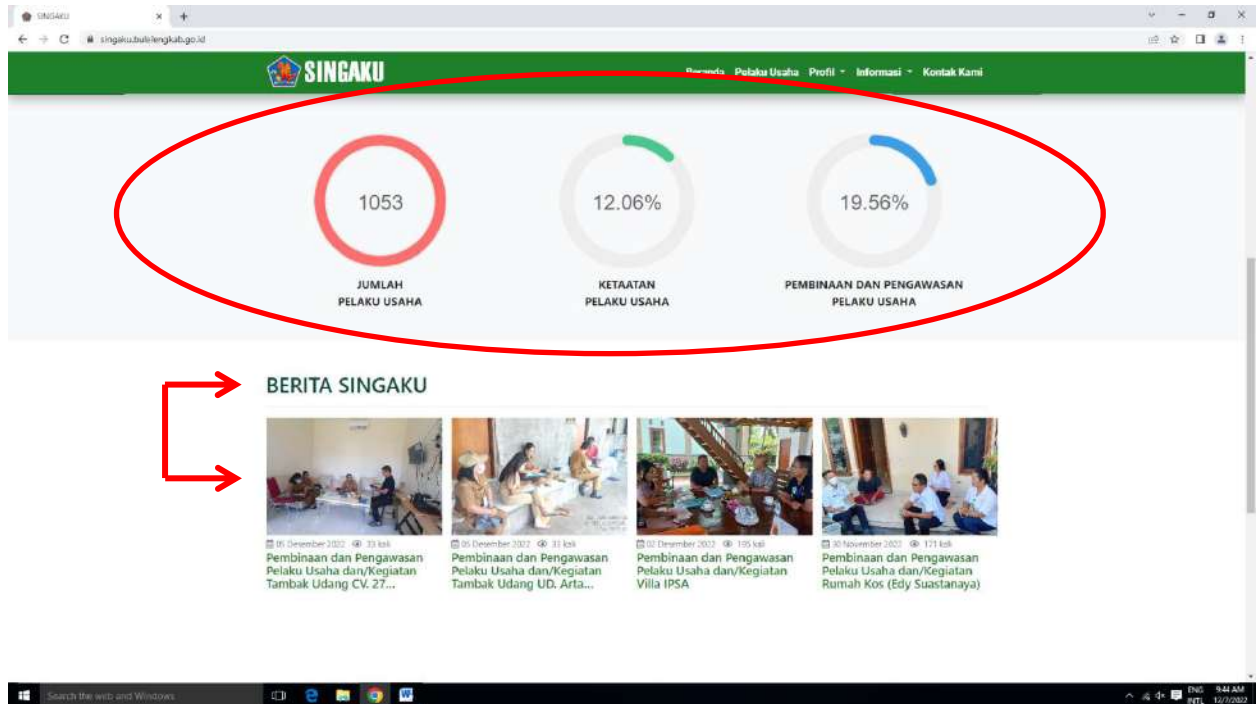 SINGAKU
singaku.bulelengkab.go.id
SINGAKU
Beranda Pelaku Usaha Profil Informasi Kontak Kami
1053
12.06%
19.56%
JUMLAH
PELAKU USAHA
KETAATAN
PELAKU USAHA
PEMBINAAN DAN PENGAWASAN
PELAKU USAHA
BERITA SINGAKU
05 Desember 2022 33 kali
Pembinaan dan Pengawasan
Pelaku Usaha dan/Kegiatan
Tambak Udang CV. 27...
05 Desember 2022 31 kali
Pembinaan dan Pengawasan
Pelaku Usaha dan/Kegiatan
Tambak Udang UD. Arta...
02 Desember 2022 195 kali
Pembinaan dan Pengawasan
Pelaku Usaha dan/Kegiatan
Villa IPSA
30 November 2022 171 kali
Pembinaan dan Pengawasan
Pelaku Usaha dan/Kegiatan
Rumah Kos (Edy Suastanaya)
Search the web and Windows
ENG
INTL
9:44 AM
12/7/2022